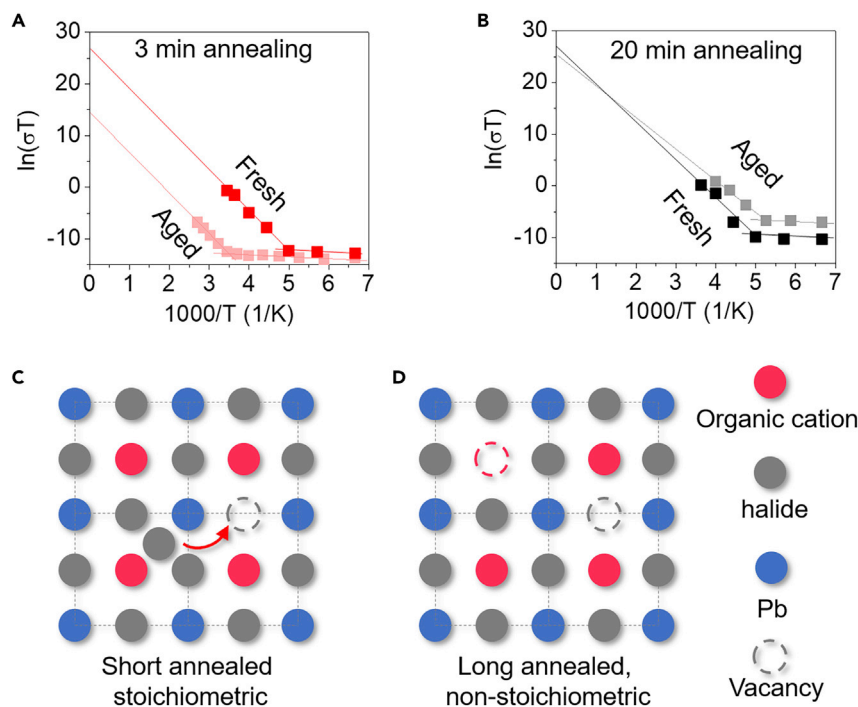 A
3 min annealing
30
20
10
0
-10
ln(σT)
Fresh
Aged
0 1 2 3 4 5 6 7
1000/T (1/K)
B
20 min annealing
30
20
10
0
-10
ln(σT)
Aged
Fresh
0 1 2 3 4 5 6 7
1000/T (1/K)
C
Short annealed
stoichiometric
D
Long annealed,
non-stoichiometric
Organic cation
halide
Pb
Vacancy